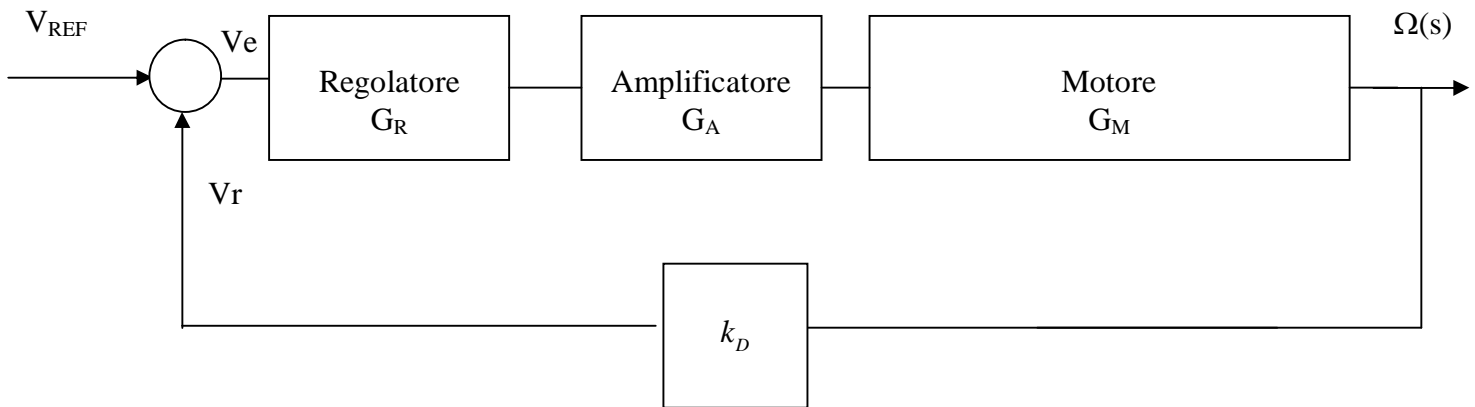 V_REF
Ve
Regolatore
G_R
Amplificatore
G_A
Motore
G_M
Ω(s)
Vr
k_D